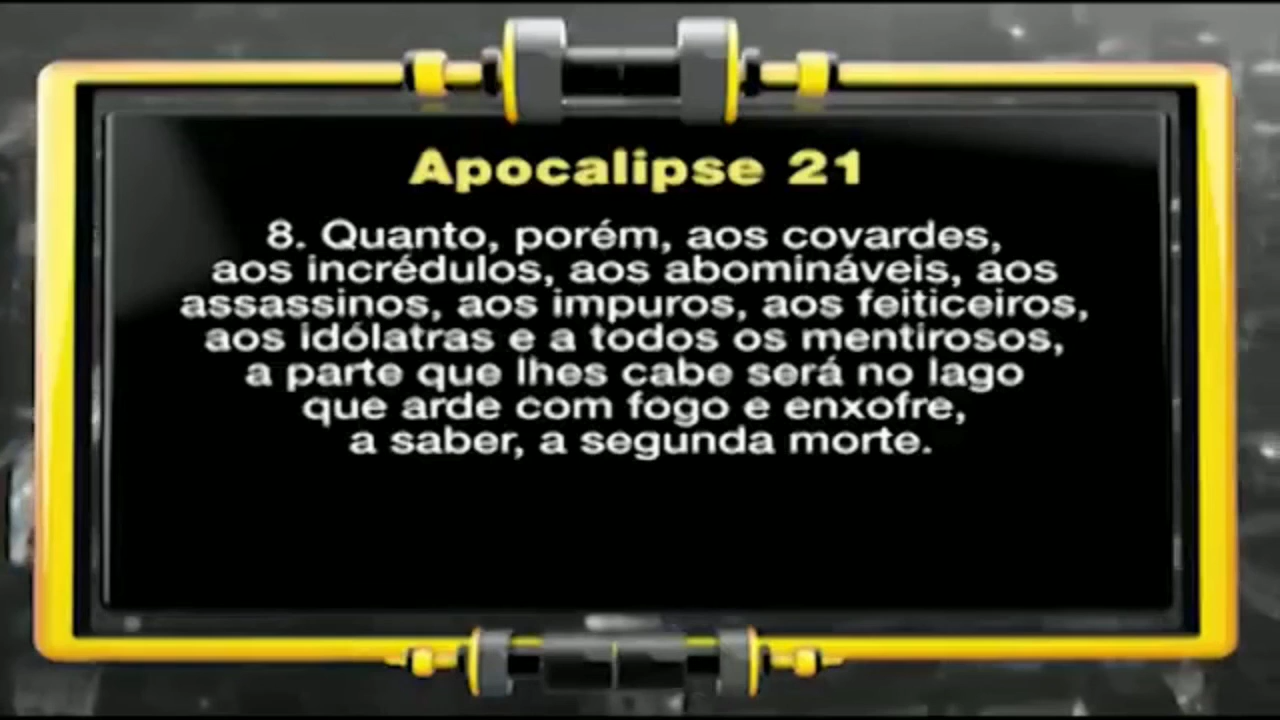 Apocalipse 21
8. Quanto, porém, aos covardes,
aos incrédulos, aos abomináveis, aos
assassinos, aos impuros, aos feiticeiros,
aos idólatras e a todos os mentirosos,
a parte que lhes cabe será no lago
que arde com fogo e enxofre,
a saber, a segunda morte.